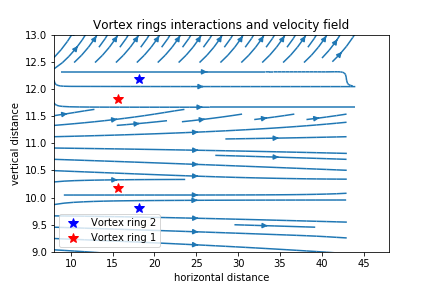 Vortex rings interactions and velocity field
13.0
12.5
12.0
11.5
11.0
10.5
10.0
9.5
9.0
vertical distance
Vortex ring 2
Vortex ring 1
10 15 20 25 30 35 40 45
horizontal distance